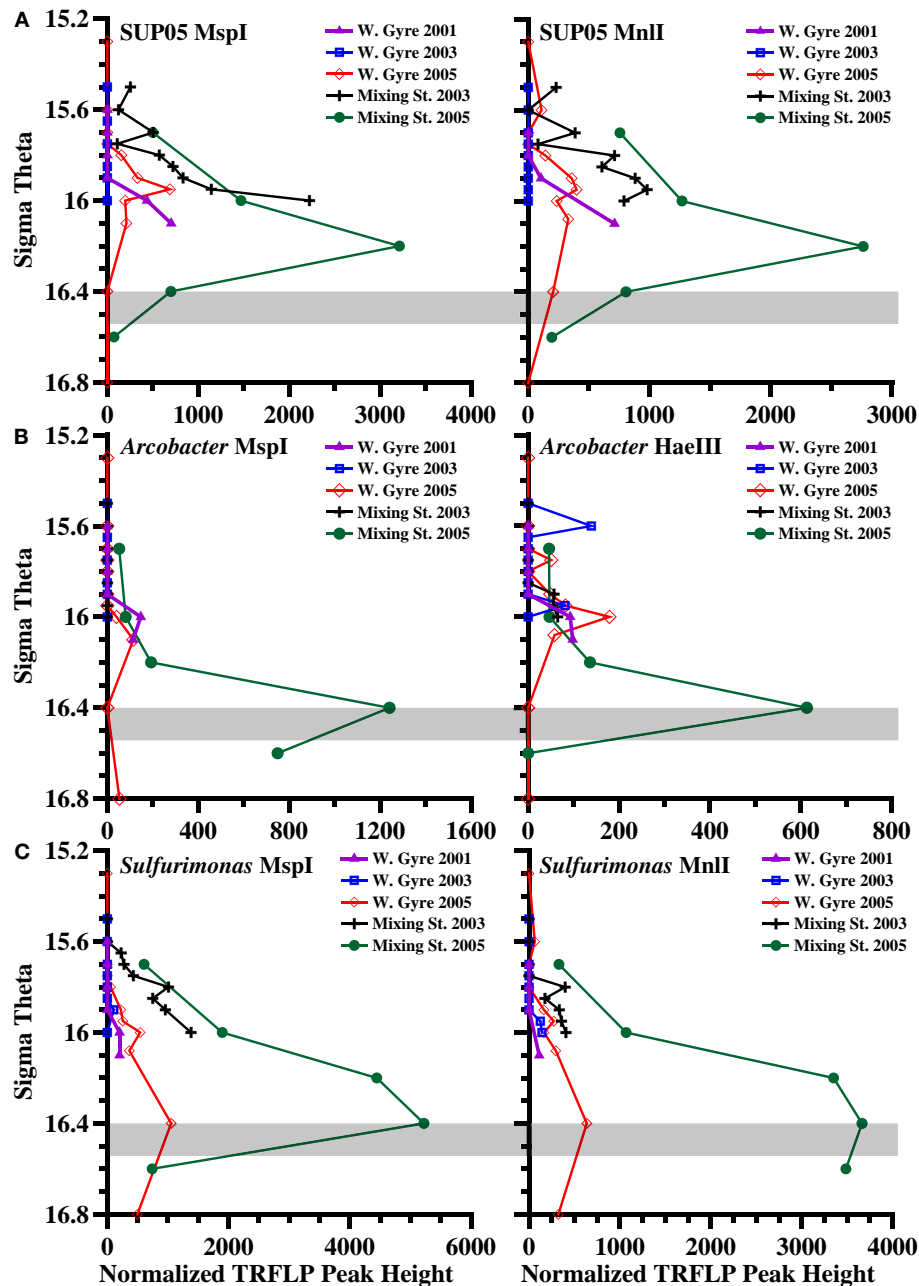 A
SUP05 MspI
W. Gyre 2001
W. Gyre 2003
W. Gyre 2005
Mixing St. 2003
Mixing St. 2005
SUP05 MnlI
W. Gyre 2001
W. Gyre 2003
W. Gyre 2005
Mixing St. 2003
Mixing St. 2005
Sigma Theta
15.2
15.6
16
16.4
16.8
0 1000 2000 3000 4000
0 1000 2000 3000
B
Arcobacter MspI
W. Gyre 2001
W. Gyre 2003
W. Gyre 2005
Mixing St. 2003
Mixing St. 2005
Arcobacter HaeIII
W. Gyre 2001
W. Gyre 2003
W. Gyre 2005
Mixing St. 2003
Mixing St. 2005
Sigma Theta
15.2
15.6
16
16.4
16.8
0 400 800 1200 1600
0 200 400 600 800
C
Sulfurimonas MspI
W. Gyre 2001
W. Gyre 2003
W. Gyre 2005
Mixing St. 2003
Mixing St. 2005
Sulfurimonas MnlI
W. Gyre 2001
W. Gyre 2003
W. Gyre 2005
Mixing St. 2003
Mixing St. 2005
Sigma Theta
15.2
15.6
16
16.4
16.8
0 2000 4000 6000
0 1000 2000 3000 4000
Normalized TRFLP Peak Height
Normalized TRFLP Peak Height